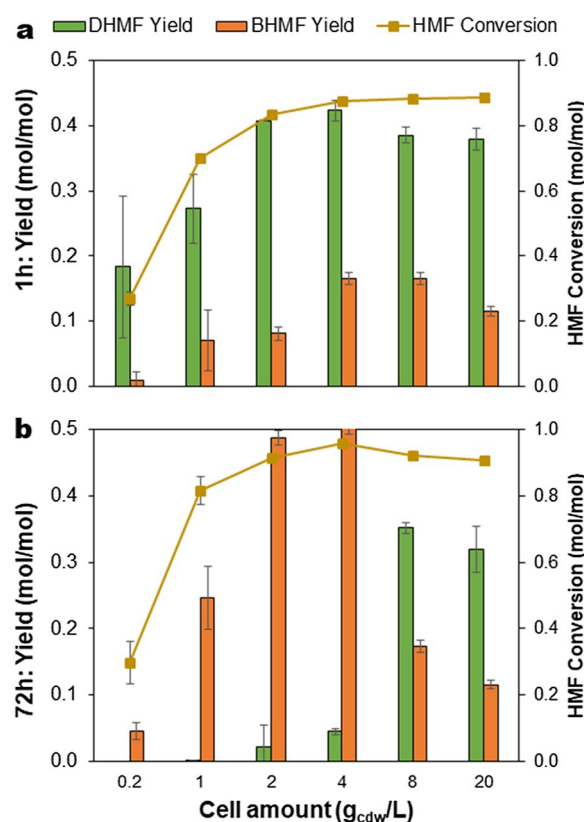 a
DHMF Yield BHMF Yield HMF Conversion
0.5 1.0
0.4 0.8
0.3 0.6
0.2 0.4
0.1 0.2
0.0 0.0
1h: Yield (mol/mol)
HMF Conversion (mol/mol)
b
0.5 1.0
0.4 0.8
0.3 0.6
0.2 0.4
0.1 0.2
0.0 0.0
72h: Yield (mol/mol)
HMF Conversion (mol/mol)
0.2 1 2 4 8 20
Cell amount (gcdw/L)